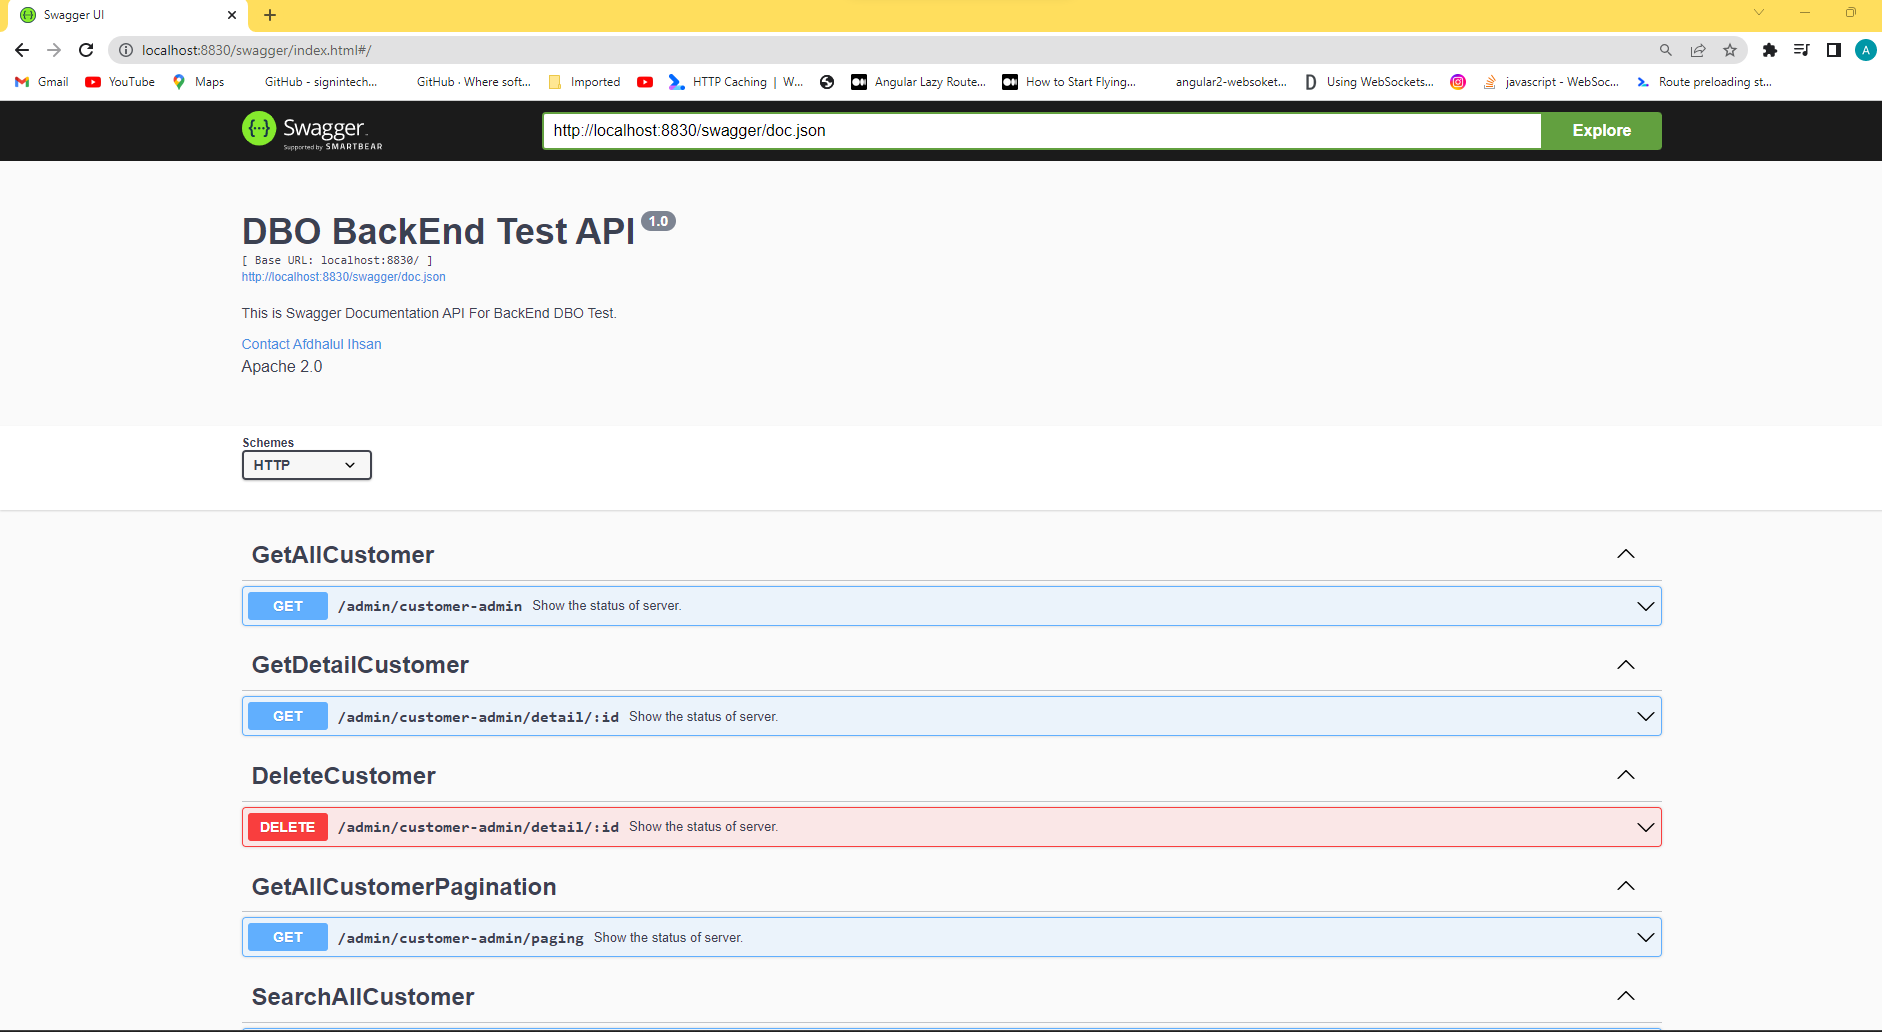 Swagger UI
localhost:8830/swagger/index.html#/
A
Gmail YouTube Maps GitHub - signintech... GitHub · Where soft... Imported HTTP Caching | W... Angular Lazy Route... How to Start Flying... angular2-websoket... Using WebSockets... javascript - WebSoc... Route preloading st...
Swagger.
Supported by SMARTBEAR
http://localhost:8830/swagger/doc.json
Explore
DBO BackEnd Test API 1.0
[ Base URL: localhost:8830/ ]
http://localhost:8830/swagger/doc.json
This is Swagger Documentation API For BackEnd DBO Test.
Contact Afdhalul Ihsan
Apache 2.0
Schemes
HTTP
GetAllCustomer
GET /admin/customer-admin Show the status of server.
GetDetailCustomer
GET /admin/customer-admin/detail/:id Show the status of server.
DeleteCustomer
DELETE /admin/customer-admin/detail/:id Show the status of server.
GetAllCustomerPagination
GET /admin/customer-admin/paging Show the status of server.
SearchAllCustomer